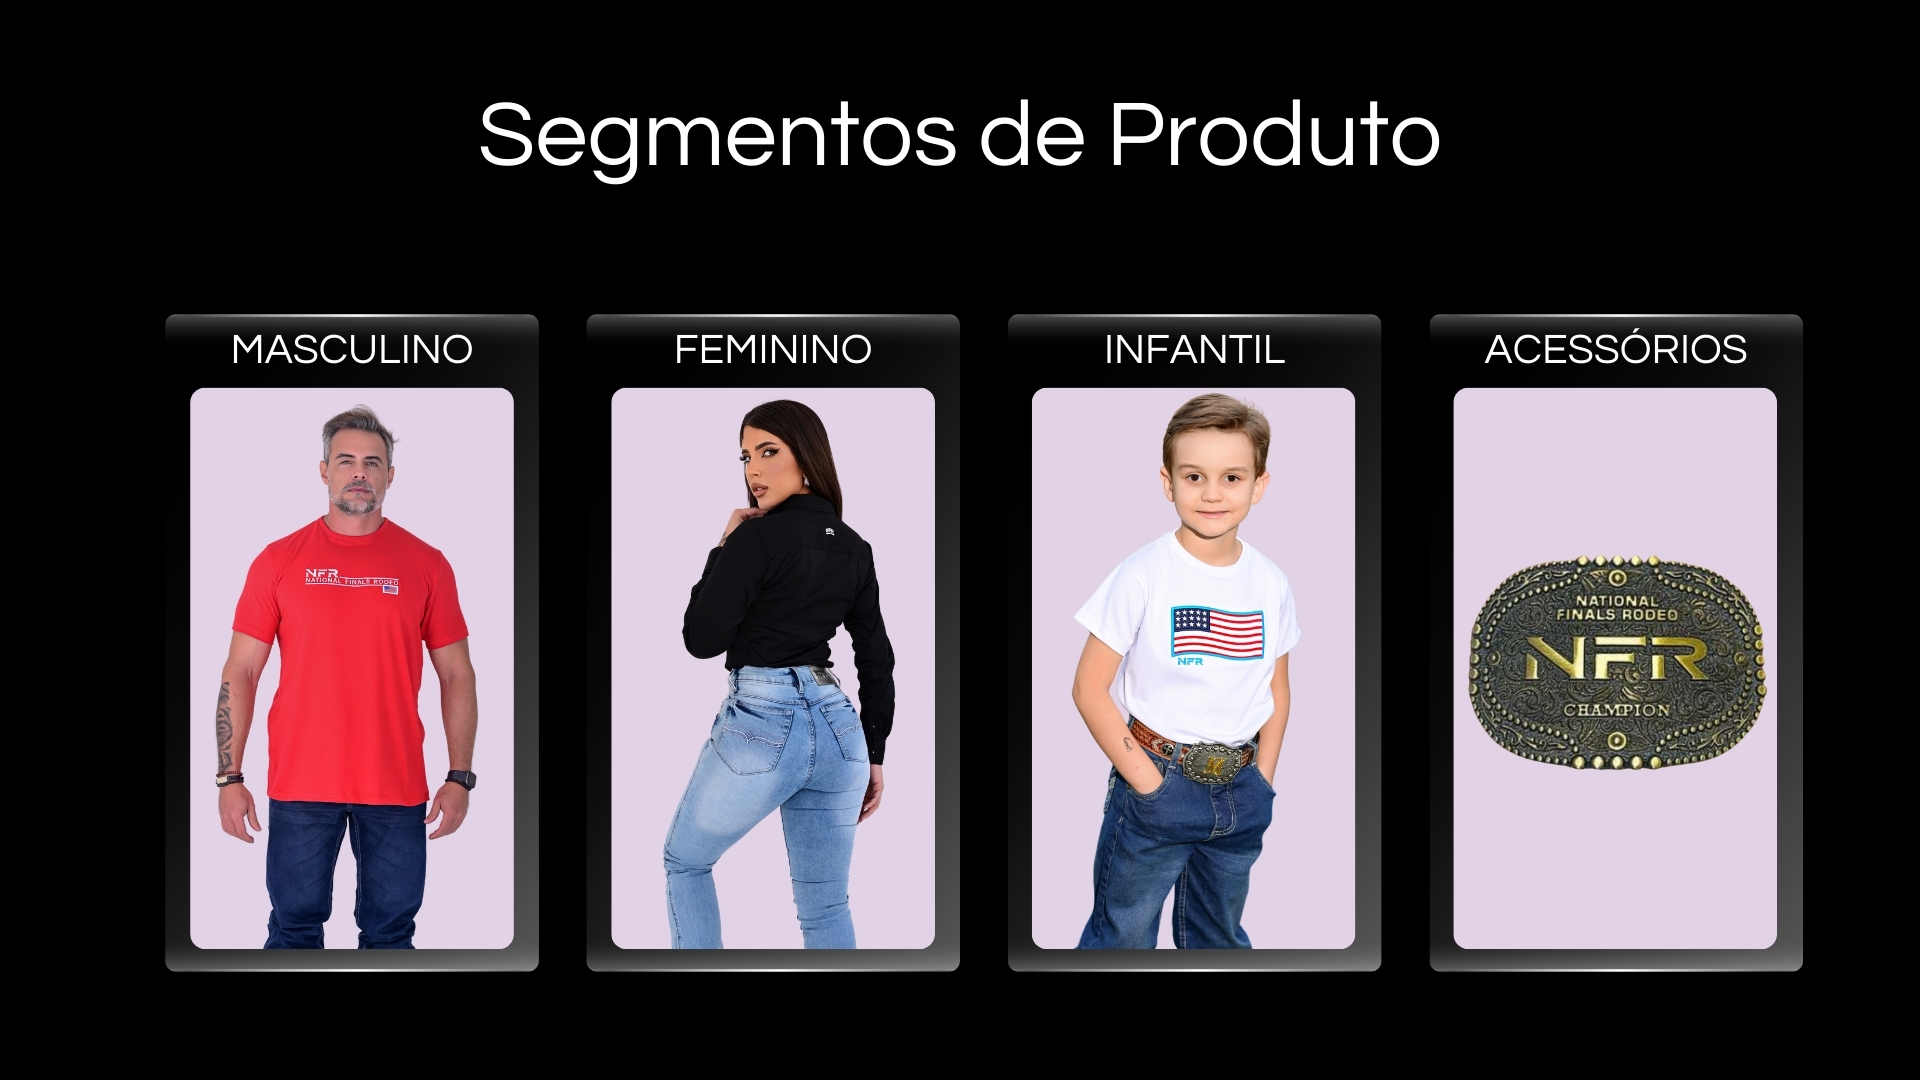 Segmentos de Produto
MASCULINO
FEMININO
INFANTIL
ACESSÓRIOS
NFR
NATIONAL FINALS RODEO
NFR
NATIONAL
FINALS RODEO
NFR
CHAMPION